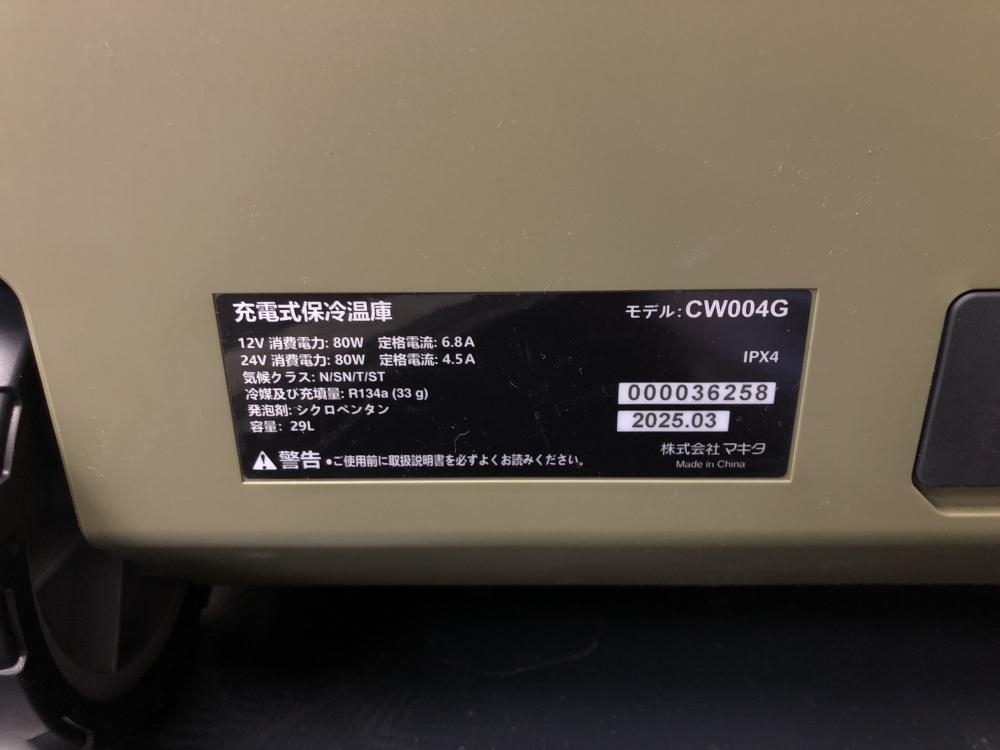 充電式保冷温庫
モデル: CW004G
12V 消費電力: 80W 定格電流: 6.8A
24V 消費電力: 80W 定格電流: 4.5A
IPX4
気候クラス: N/SN/T/ST
冷媒及び充填量: R134a (33 g)
000036258
発泡剤: シクロペンタン
2025.03
容量: 29L
株式会社 マキタ
Made in China
警告 •ご使用前に取扱説明書を必ずよくお読みください。